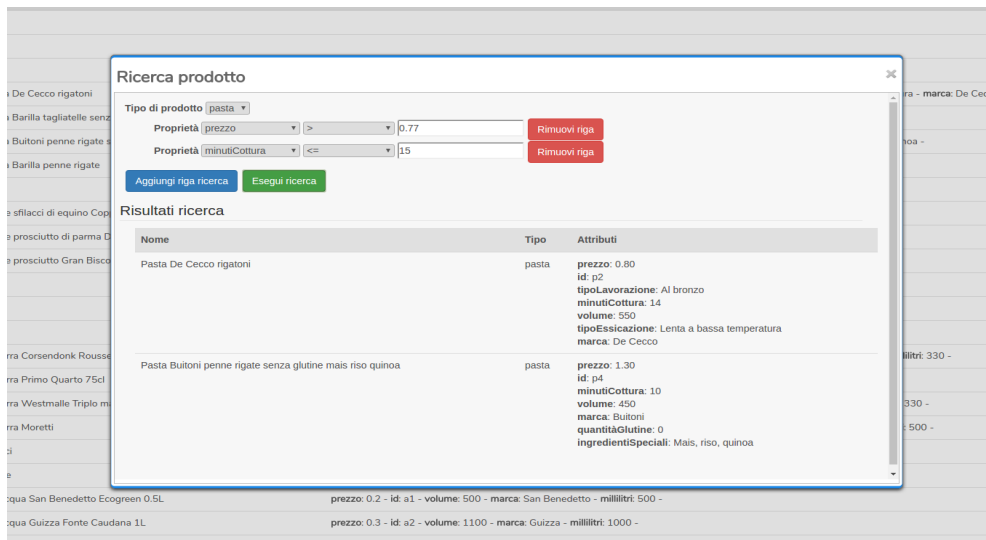 Ricerca prodotto
De Cecco rigatoni
ra - marca: De Cec
Tipo di prodotto pasta
Barilla tagliatelle senz
Proprietà prezzo > 0.77 Rimuovi riga
Buitoni penne rigate s
noa -
Proprietà minutiCottura <= 15 Rimuovi riga
Barilla penne rigate
Aggiungi riga ricerca Esegui ricerca
e sfilacci di equino Copp
Risultati ricerca
e prosciutto di parma D
Nome Tipo Attributi
e prosciutto Gran Bisco
Pasta De Cecco rigatoni pasta prezzo: 0.80
id: p2
tipoLavorazione: Al bronzo
minutiCottura: 14
volume: 550
tipoEssicazione: Lenta a bassa temperatura
marca: De Cecco
rra Corsendonk Rousse
lilitri: 330 -
Pasta Buitoni penne rigate senza glutine mais riso quinoa pasta prezzo: 1.30
id: p4
rra Primo Quarto 75cl
minutiCottura: 10
volume: 450
rra Westmalle Triplo m
330 -
marca: Buitoni
quantitàGlutine: 0
rra Moretti
: 500 -
ingredientiSpeciali: Mais, riso, quinoa
ci
e
cqua San Benedetto Ecogreen 0.5L prezzo: 0.2 - id: a1 - volume: 500 - marca: San Benedetto - millilitri: 500 -
cqua Guizza Fonte Caudana 1L prezzo: 0.3 - id: a2 - volume: 1100 - marca: Guizza - millilitri: 1000 -